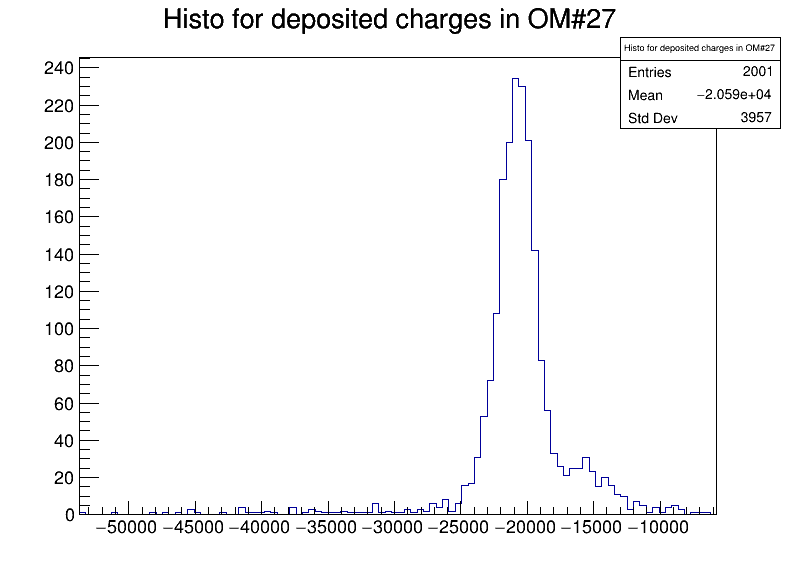 Histo for deposited charges in OM#27
Histo for deposited charges in OM#27
Entries 2001
Mean −2.059e+04
Std Dev 3957
240
220
200
180
160
140
120
100
80
60
40
20
0
−50000 −45000 −40000 −35000 −30000 −25000 −20000 −15000 −10000